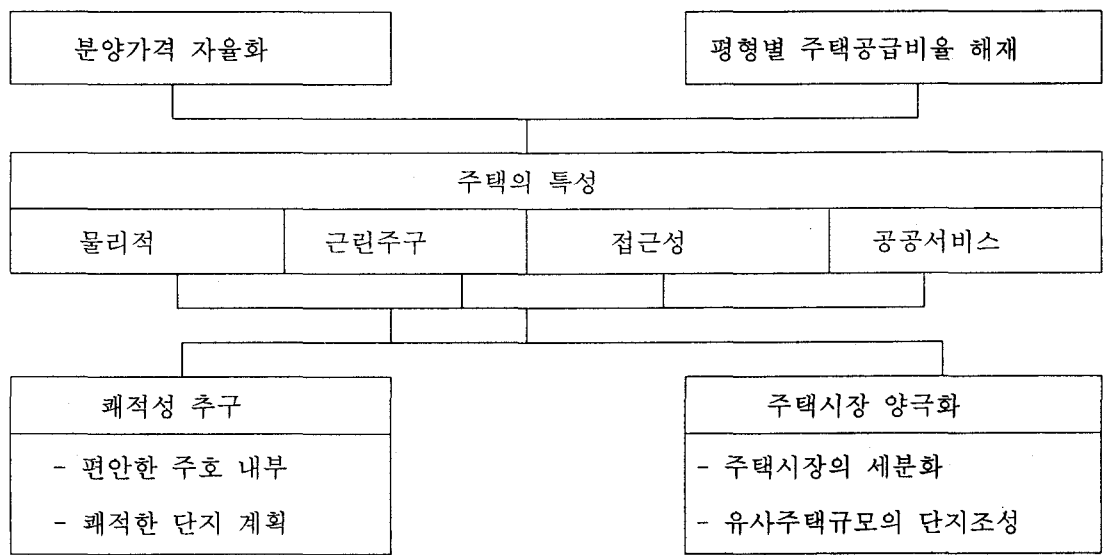 분양가격 자율화
평형별 주택공급비율 해재
주택의 특성
물리적
근린주구
접근성
공공서비스
쾌적성 추구
- 편안한 주호 내부
- 쾌적한 단지 계획
주택시장 양극화
- 주택시장의 세분화
- 유사주택규모의 단지조성